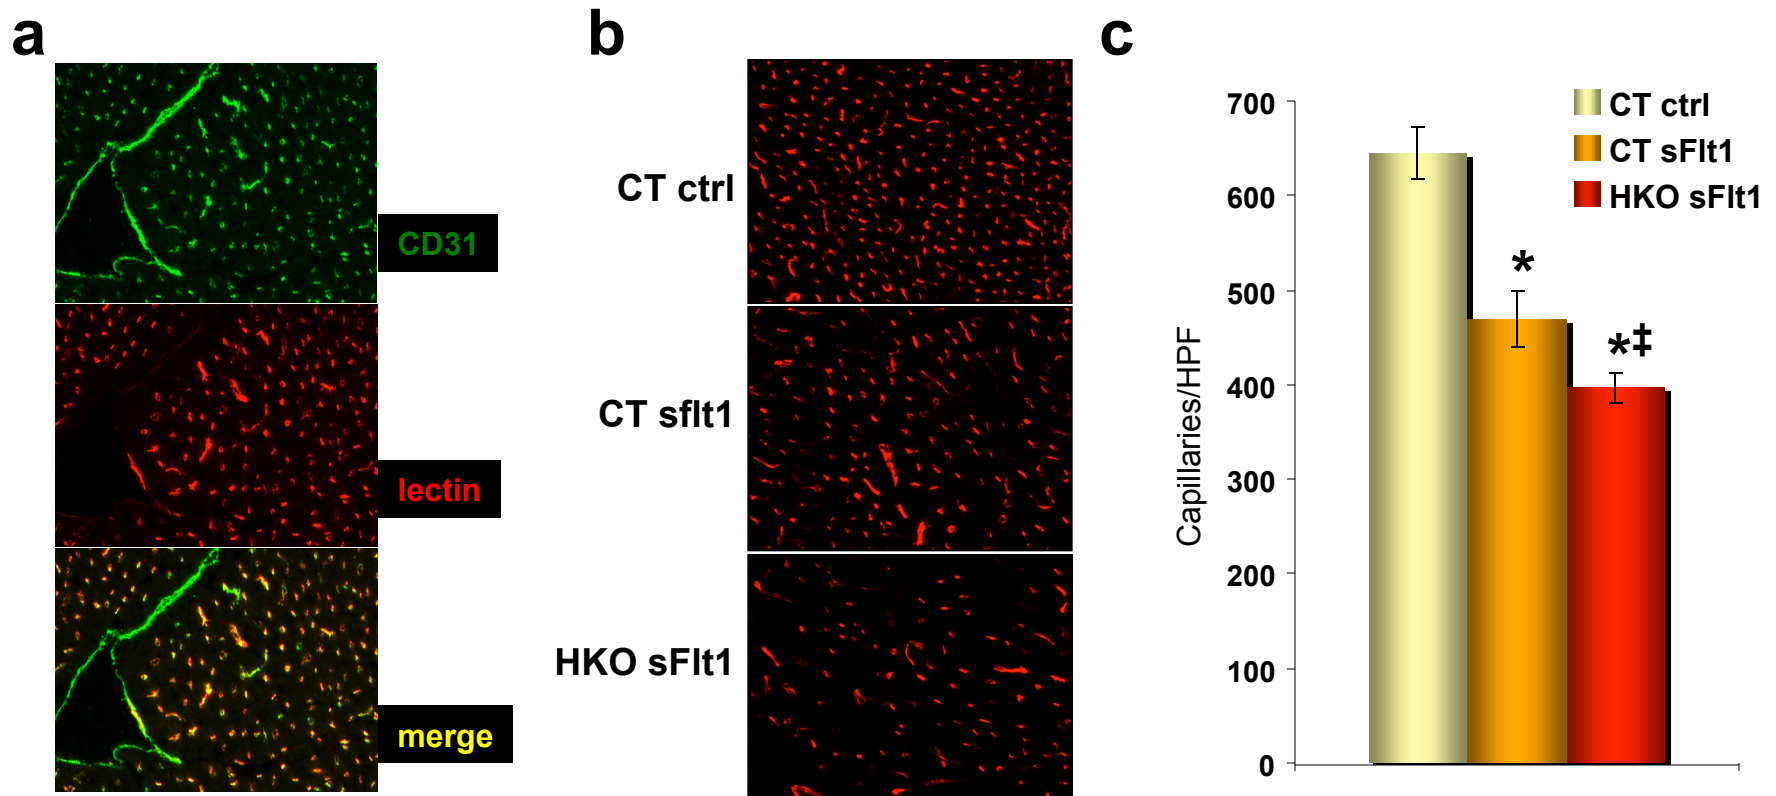 a
CD31
lectin
merge
b
CT ctrl
CT sflt1
HKO sFlt1
c
Capillaries/HPF
700
600
500
400
300
200
100
0
*
*‡
CT ctrl
CT sFlt1
HKO sFlt1